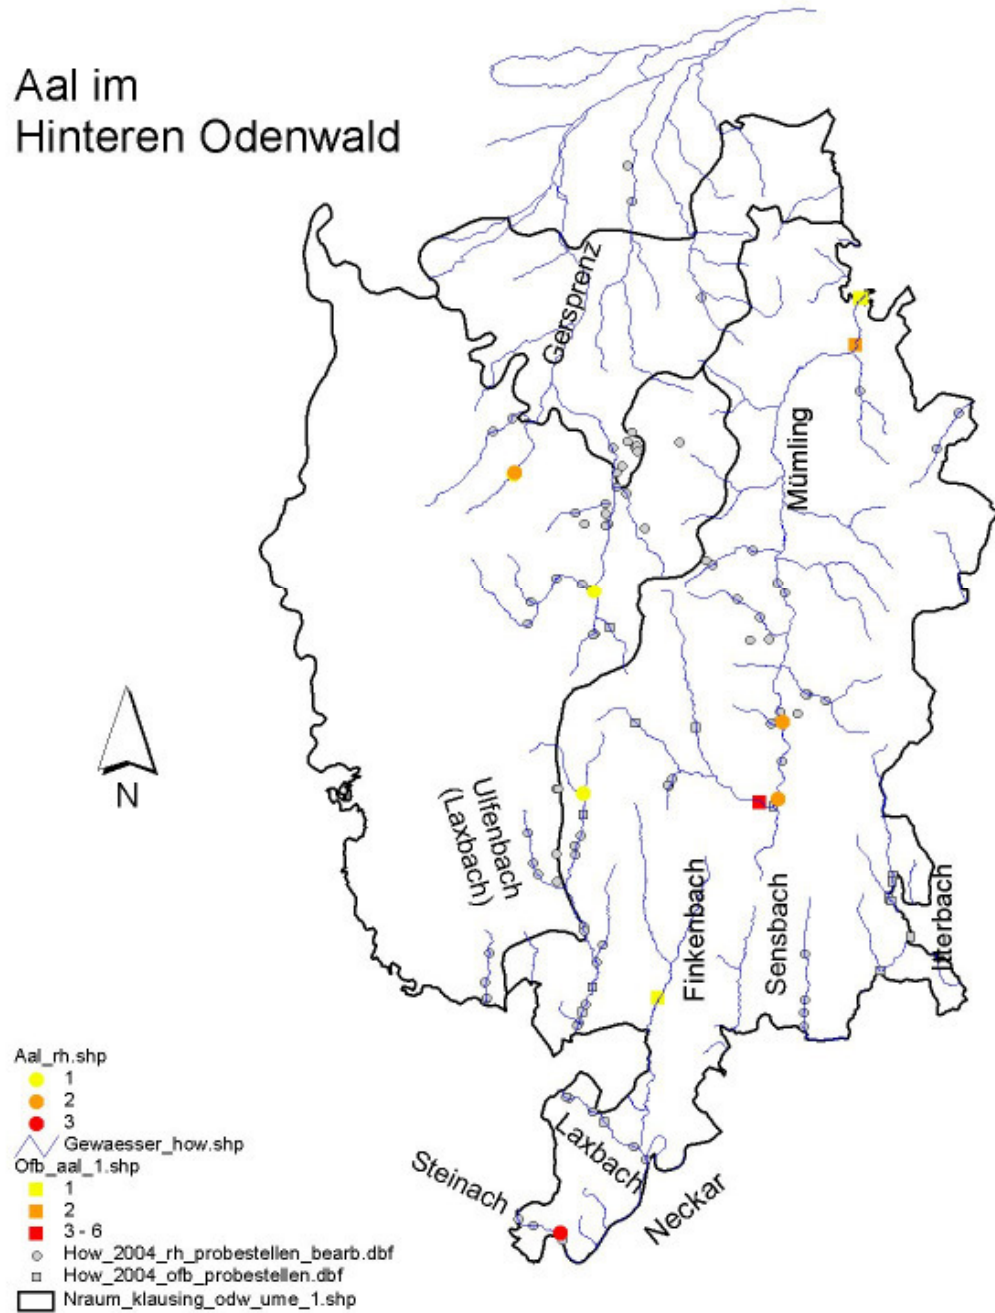 Aal im
Hinteren Odenwald
Gersprenz
Mümling
N
Ulfenbach
(Laxbach)
Finkenbach
Sensbach
Itterbach
Laxbach
Steinach
Neckar
Aal_rh.shp
1
2
3
Gewaesser_how.shp
Ofb_aal_1.shp
1
2
3 - 6
How_2004_rh_probestellen_bearb.dbf
How_2004_ofb_probestellen.dbf
Nraum_klausing_odw_ume_1.shp